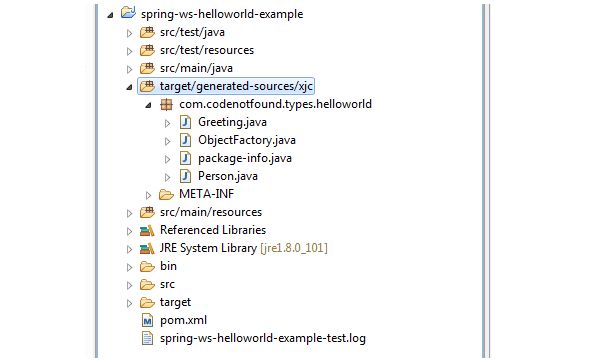 spring-ws-helloworld-example
src/test/java
src/test/resources
src/main/java
target/generated-sources/xjc
com.codenotfound.types.helloworld
Greeting.java
ObjectFactory.java
package-info.java
Person.java
META-INF
src/main/resources
Referenced Libraries
JRE System Library [jre1.8.0_101]
bin
src
target
pom.xml
spring-ws-helloworld-example-test.log